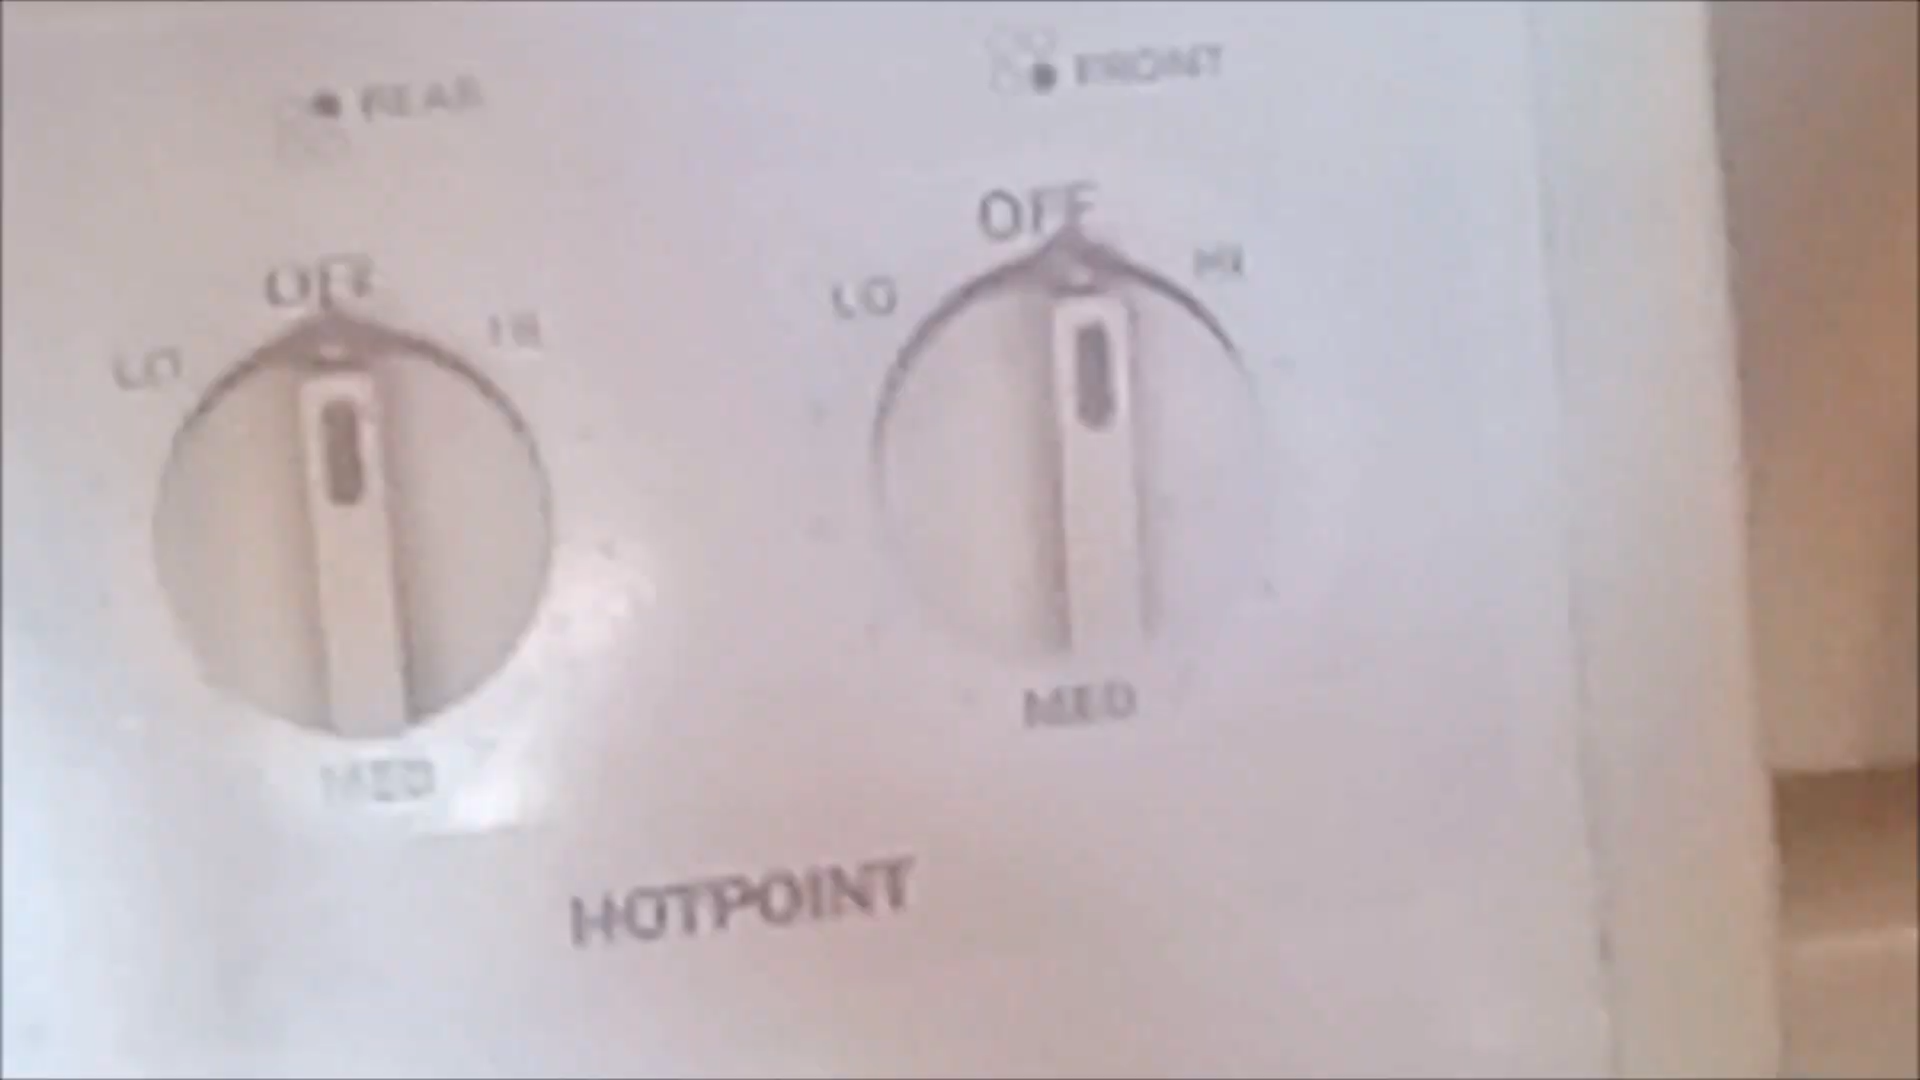 REAR
FRONT
OFF
OFF
LO
HI
LO
HI
MED
MED
HOTPOINT